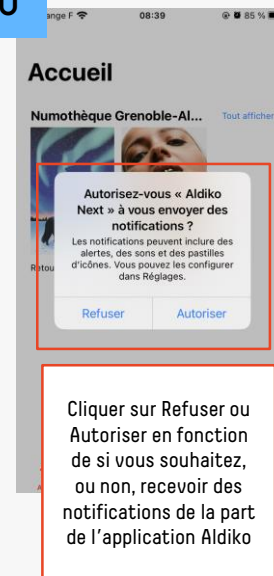 ange F 08:39 85 %
Accueil
Numothèque Grenoble-Al... Tout afficher
Autorisez-vous « Aldiko
Next » à vous envoyer des
notifications ?
Les notifications peuvent inclure des
alertes, des sons et des pastilles
d'icônes. Vous pouvez les configurer
dans Réglages.
Retou
Refuser Autoriser
Cliquer sur Refuser ou
Autoriser en fonction
de si vous souhaitez,
ou non, recevoir des
notifications de la part
de l'application Aldiko